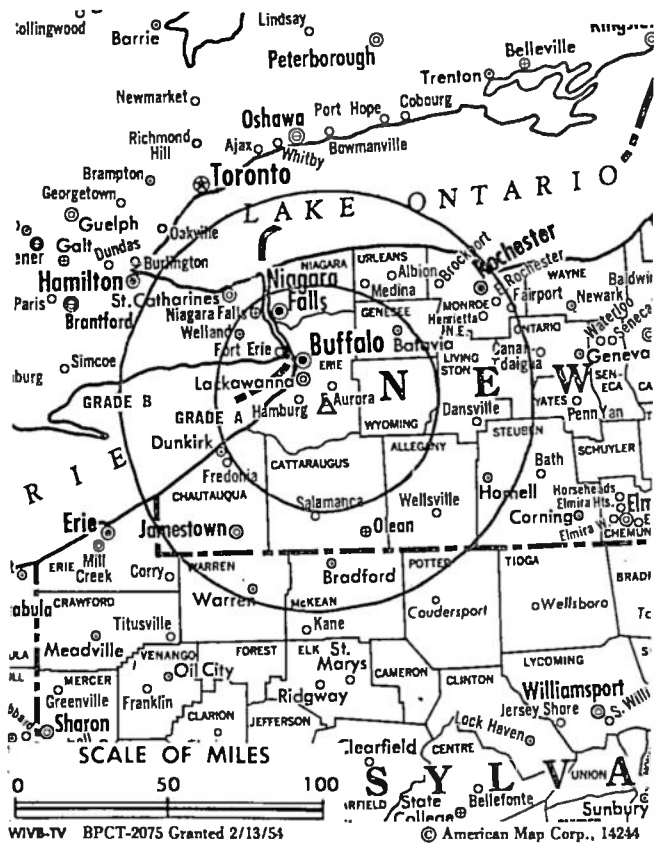 Collingwood
Barrie
Lindsay
Peterborough
Belleville
Trenton
Newmarket
Oshawa
Port Hope
Cobourg
Richmond Hill
Ajax
Whitby
Bowmanville
Brampton
Toronto
Georgetown
LAKE ONTARIO
Guelph
Oakville
Galt
Dundas
Burlington
Hamilton
Paris
Brantford
St. Catharines
Niagara Falls
NIAGARA
ORLEANS
Albion
Medina
Brockport
Rochester
E. Rochester
WAYNE
Niagara Falls
GENESEE
MONROE
Henrietta
N.E.
Fairport
Newark
Waterloo
Seneca
Welland
Batavia
ONTARIO
Fort Erie
Buffalo
Simcoe
ERIE
LIVINGSTON
Canandaigua
Geneva
SENECA
Lackawanna
NEW
GRADE B
GRADE A
Hamburg
E. Aurora
WYOMING
Dansville
YATES
Penn Yan
STEUBEN
Dunkirk
ALLEGANY
SCHUYLER
RIE
Fredonia
CATTARAUGUS
Bath
CHAUTAUQUA
Salamanca
Wellsville
Hornell
Horseheads
Elmira Hts.
Erie
Jamestown
Olean
Corning
Elmira W.
Mill Creek
ERIE
Corry
WARREN
Bradford
POTTER
TIOGA
CRAWFORD
Warren
McKEAN
Coudersport
Wellsboro
Titusville
Kane
Meadville
VENANGO
FOREST
ELK
St. Marys
LYCOMING
MERCER
Oil City
CAMERON
CLINTON
Greenville
Franklin
Ridgway
Williamsport
Jersey Shore
CLARION
JEFFERSON
Lock Haven
Sharon
SCALE OF MILES
Clearfield
CENTRE
SYLVA
UNION
0 50 100
State College
Bellefonte
Sunbury
WIVB-TV BPCT-2075 Granted 2/13/54
© American Map Corp., 14244